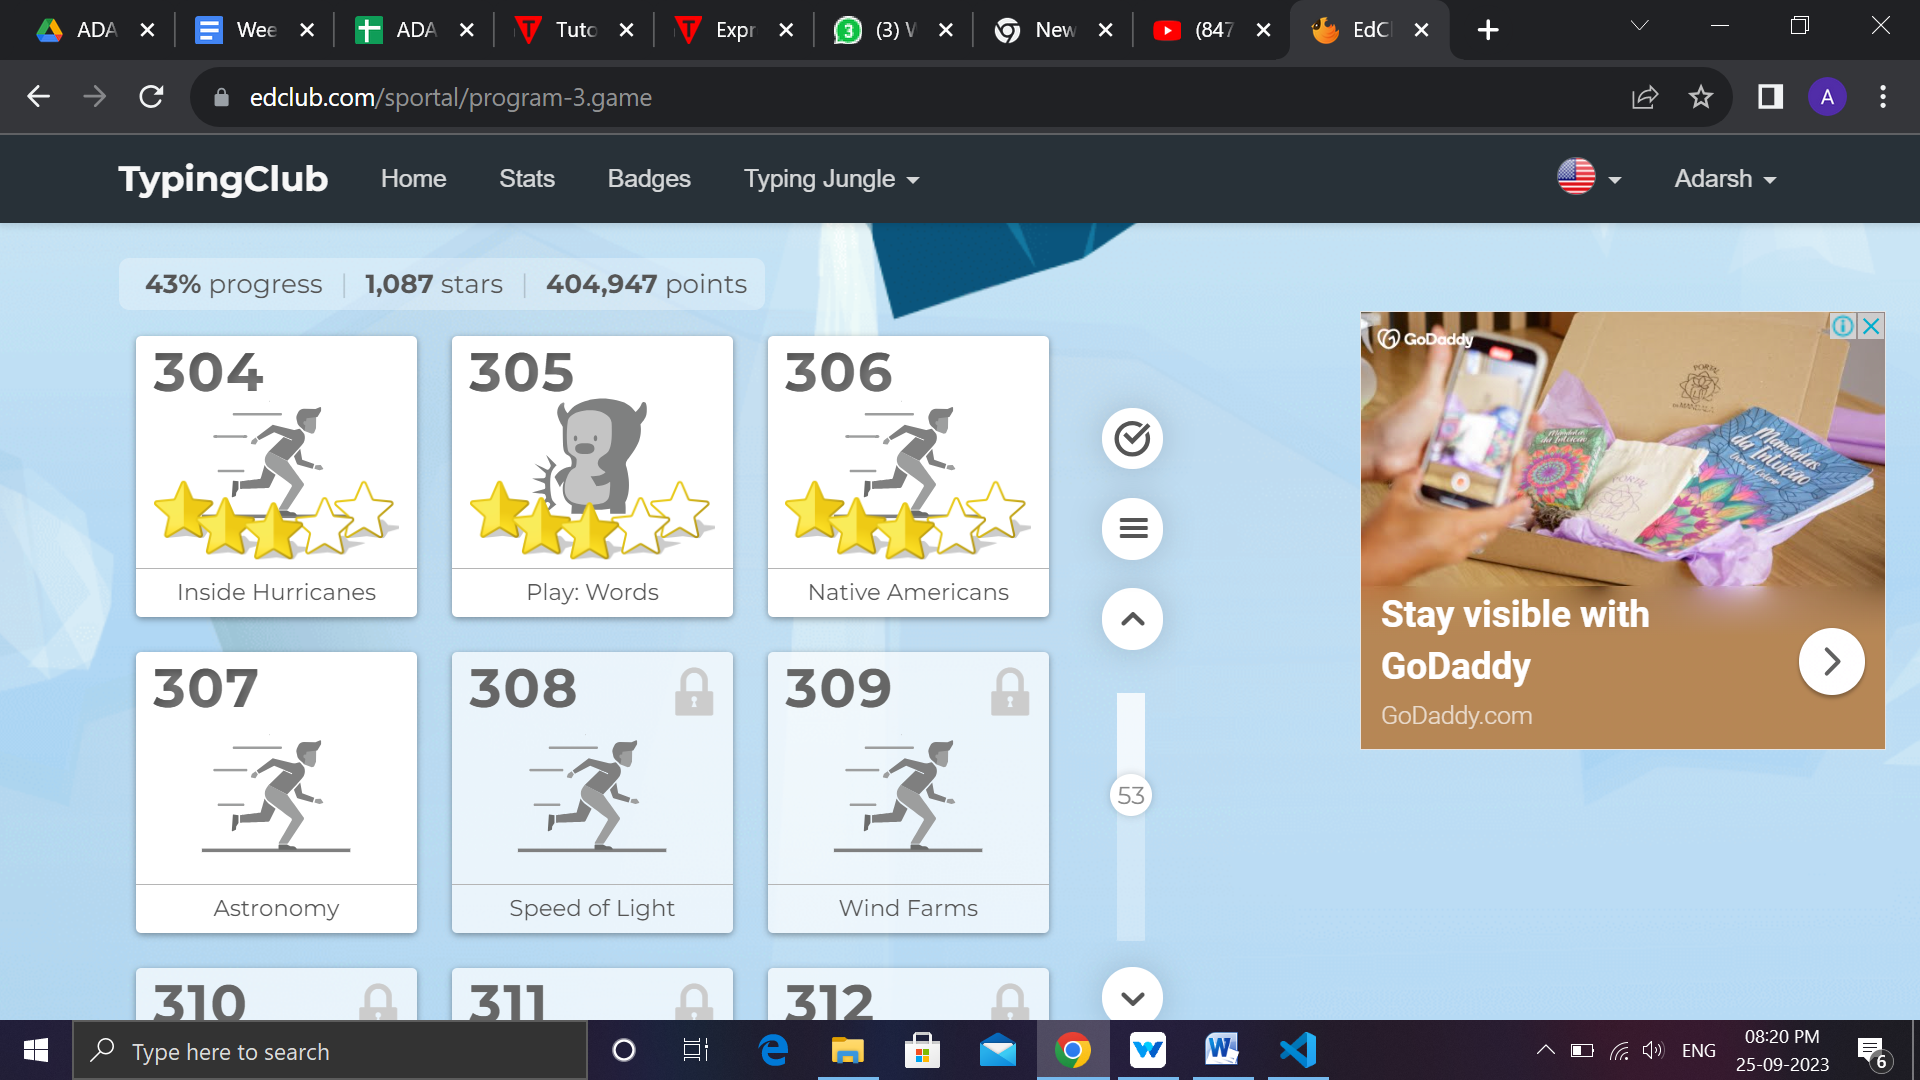 ADA
Wee
ADA
Tuto
Expr
(3) W
New
(847
EdCl
edclub.com/sportal/program-3.game
A
TypingClub
Home
Stats
Badges
Typing Jungle
Adarsh
43% progress
1,087 stars
404,947 points
304
Inside Hurricanes
305
Play: Words
306
Native Americans
307
Astronomy
308
Speed of Light
309
Wind Farms
310
311
312
53
GoDaddy
Mandalas
da Intuicao
Stay visible with
GoDaddy
GoDaddy.com
Type here to search
ENG
08:20 PM
25-09-2023
6